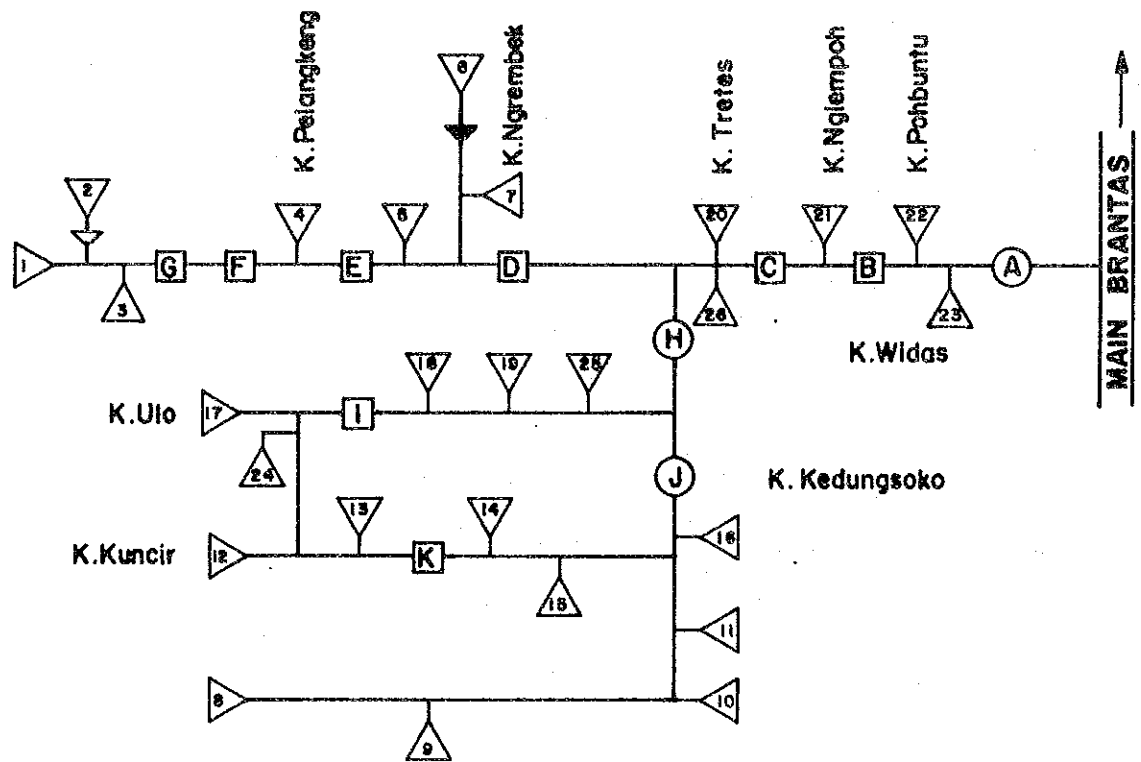 K. Pelangkeng
K. Ngrembek
K. Tretes
K. Nglempoh
K. Pohbuntu
MAIN BRANTAS
6
2
7
4
5
20
21
22
1
G
F
E
D
C
B
A
3
26
23
H
K. Widas
18
19
25
K. Ulo
17
I
24
J
K. Kedungsoko
13
14
16
K. Kuncir
12
K
15
11
8
10
9